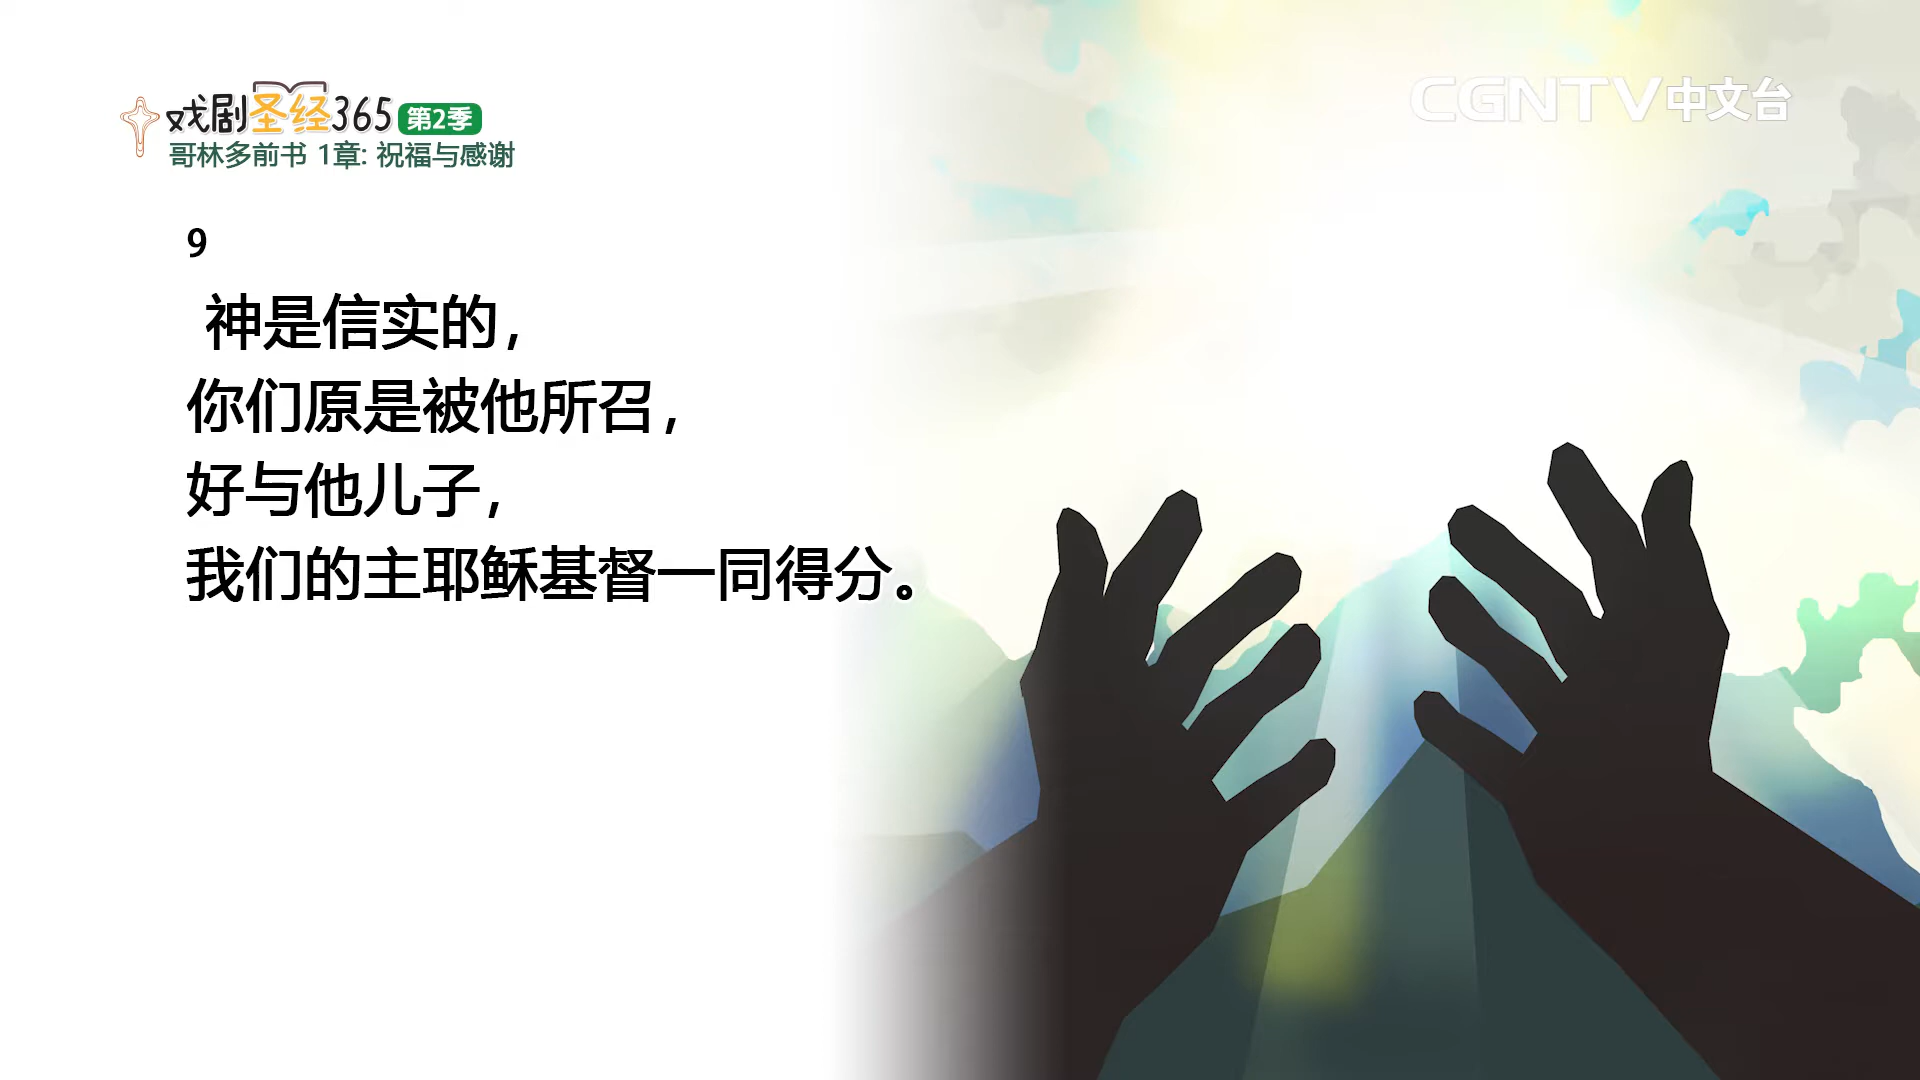 戏剧圣经365 第2季
CGNTV中文台
哥林多前书 1章: 祝福与感谢
9
神是信实的，
你们原是被他所召，
好与他儿子，
我们的主耶稣基督一同得分。